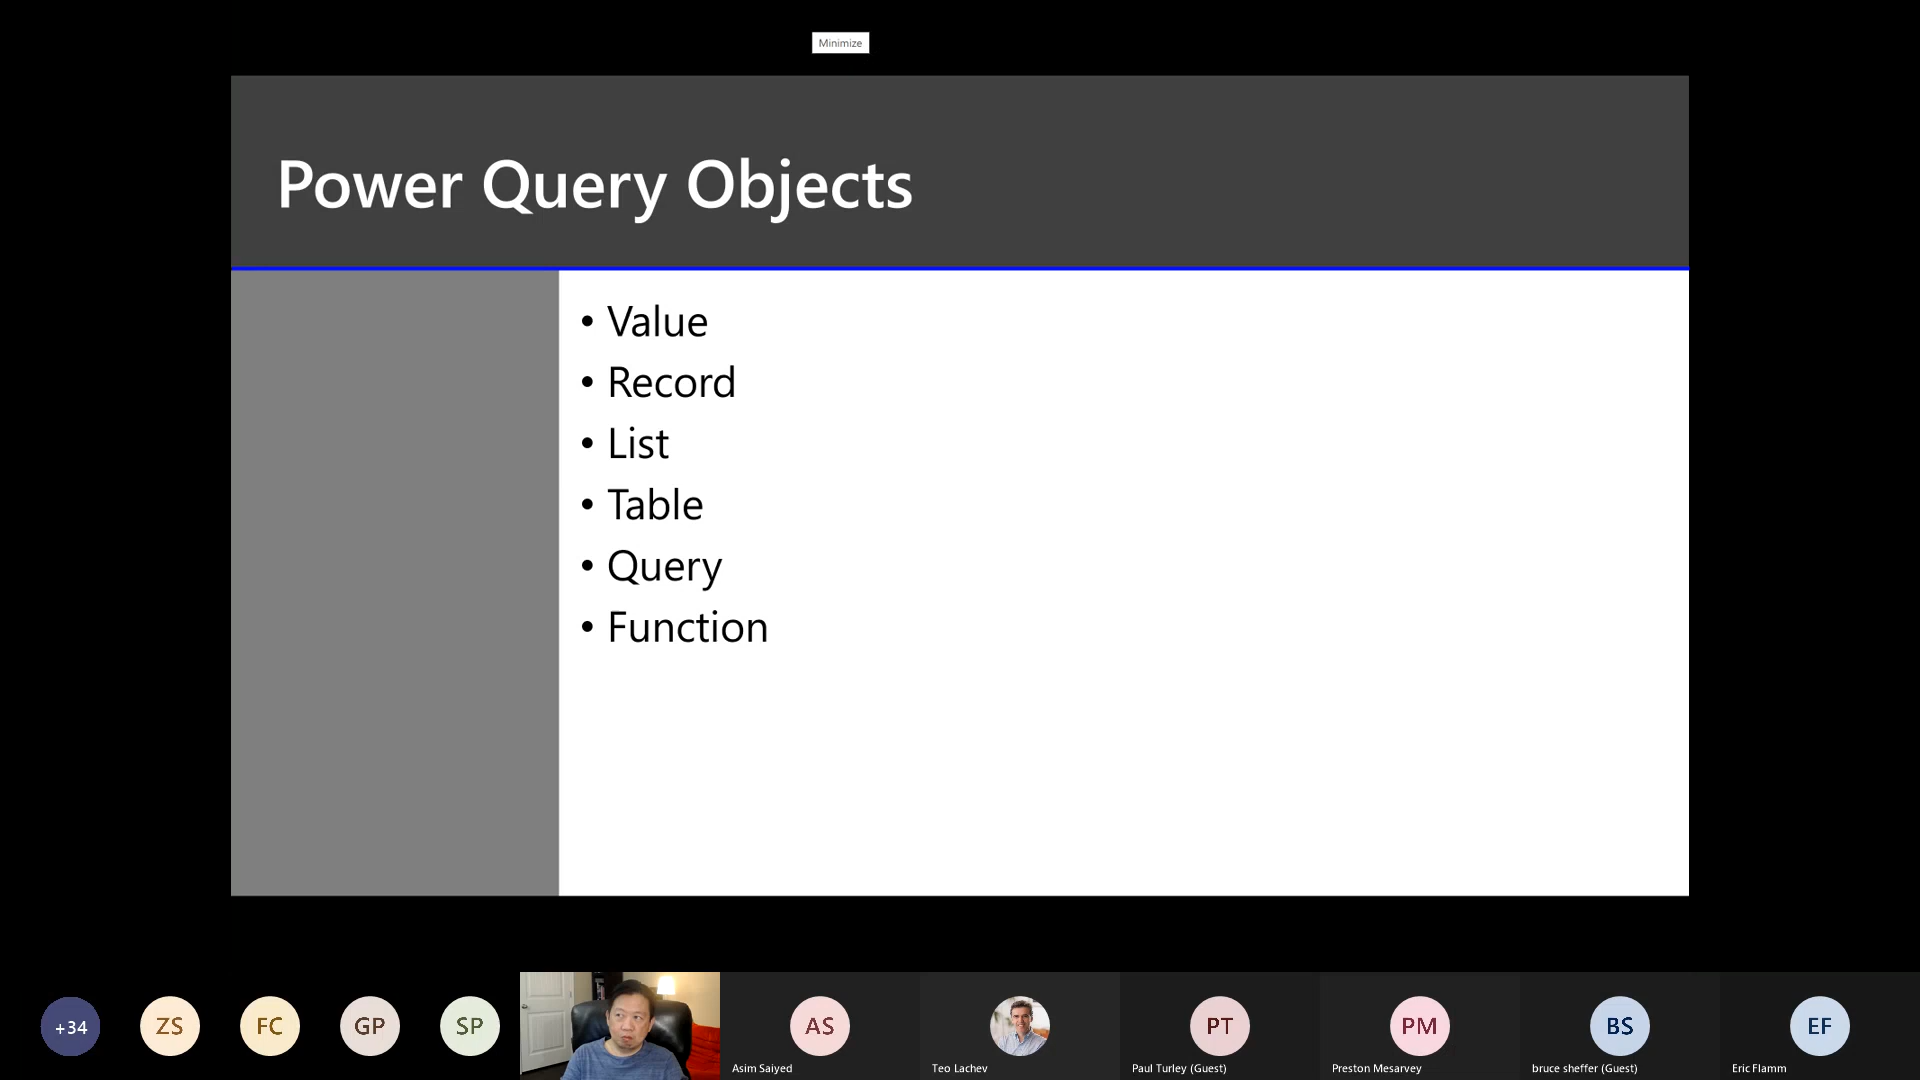 Minimize
Power Query Objects
• Value
• Record
• List
• Table
• Query
• Function
+34
ZS
FC
GP
SP
AS
PT
PM
BS
EF
Asim Saiyed
Teo Lachev
Paul Turley (Guest)
Preston Mesarvey
bruce sheffer (Guest)
Eric Flamm